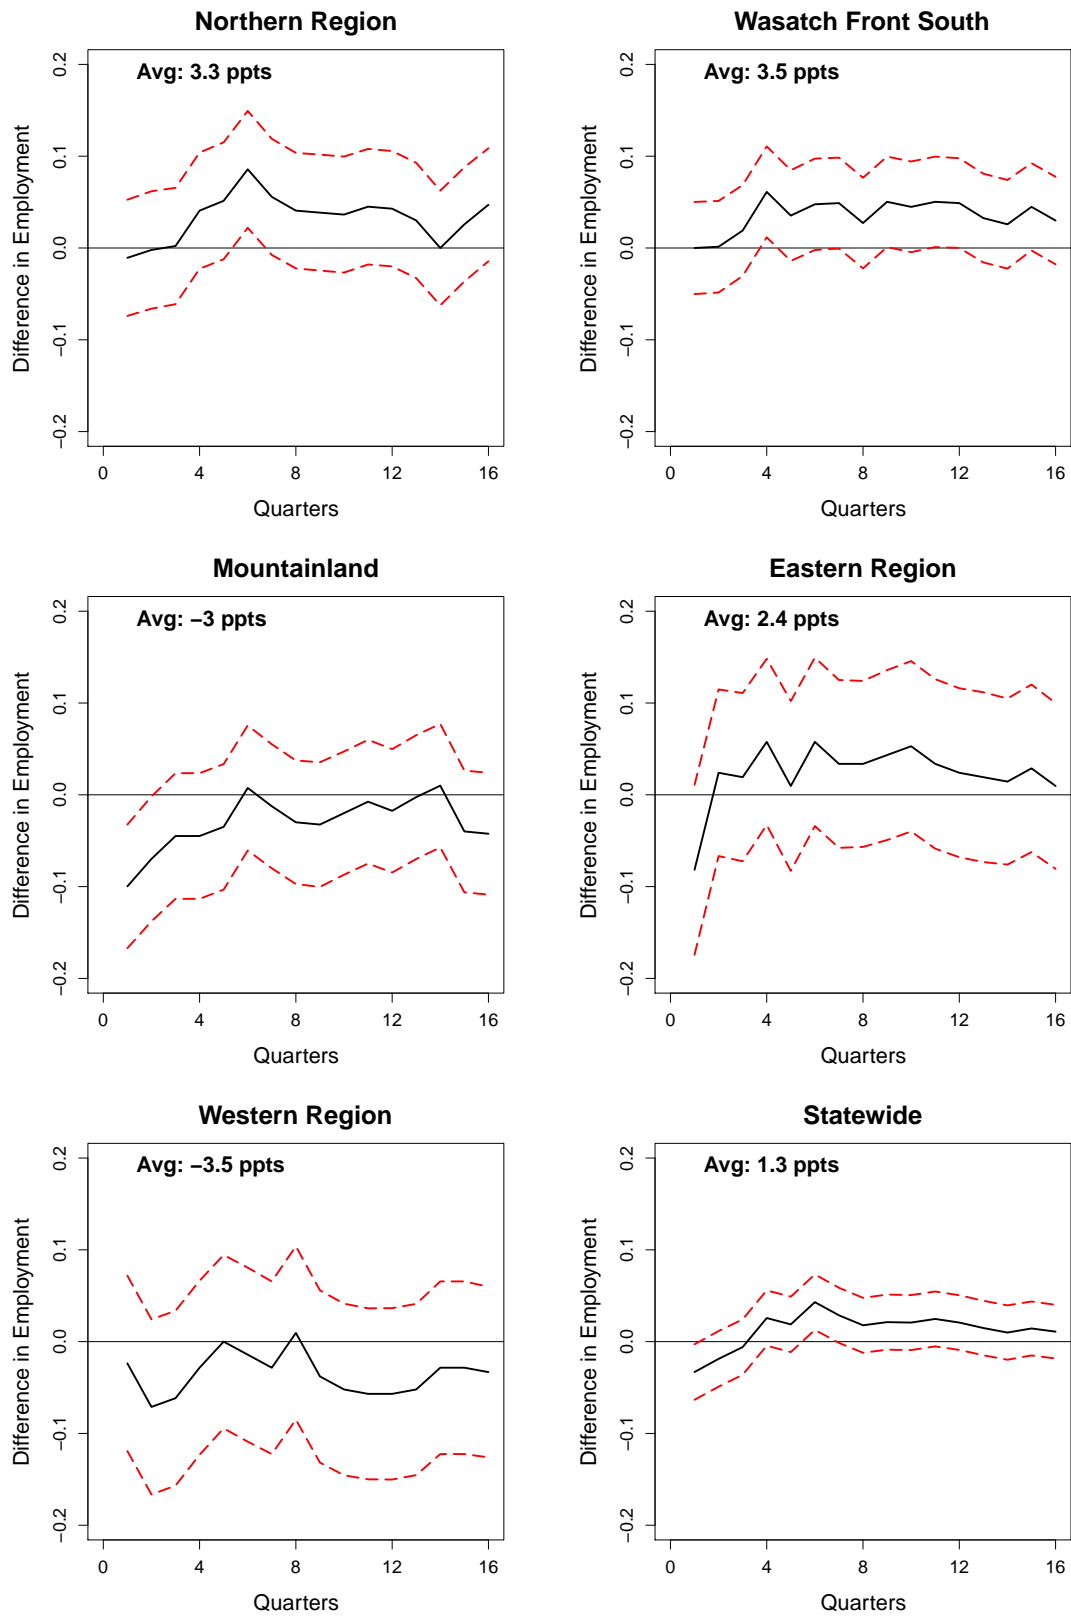 Northern Region
Avg: 3.3 ppts
Difference in Employment
0.2
0.1
0.0
−0.1
−0.2
0 4 8 12 16
Quarters
Wasatch Front South
Avg: 3.5 ppts
Difference in Employment
0.2
0.1
0.0
−0.1
−0.2
0 4 8 12 16
Quarters
Mountainland
Avg: −3 ppts
Difference in Employment
0.2
0.1
0.0
−0.1
−0.2
0 4 8 12 16
Quarters
Eastern Region
Avg: 2.4 ppts
Difference in Employment
0.2
0.1
0.0
−0.1
−0.2
0 4 8 12 16
Quarters
Western Region
Avg: −3.5 ppts
Difference in Employment
0.2
0.1
0.0
−0.1
−0.2
0 4 8 12 16
Quarters
Statewide
Avg: 1.3 ppts
Difference in Employment
0.2
0.1
0.0
−0.1
−0.2
0 4 8 12 16
Quarters